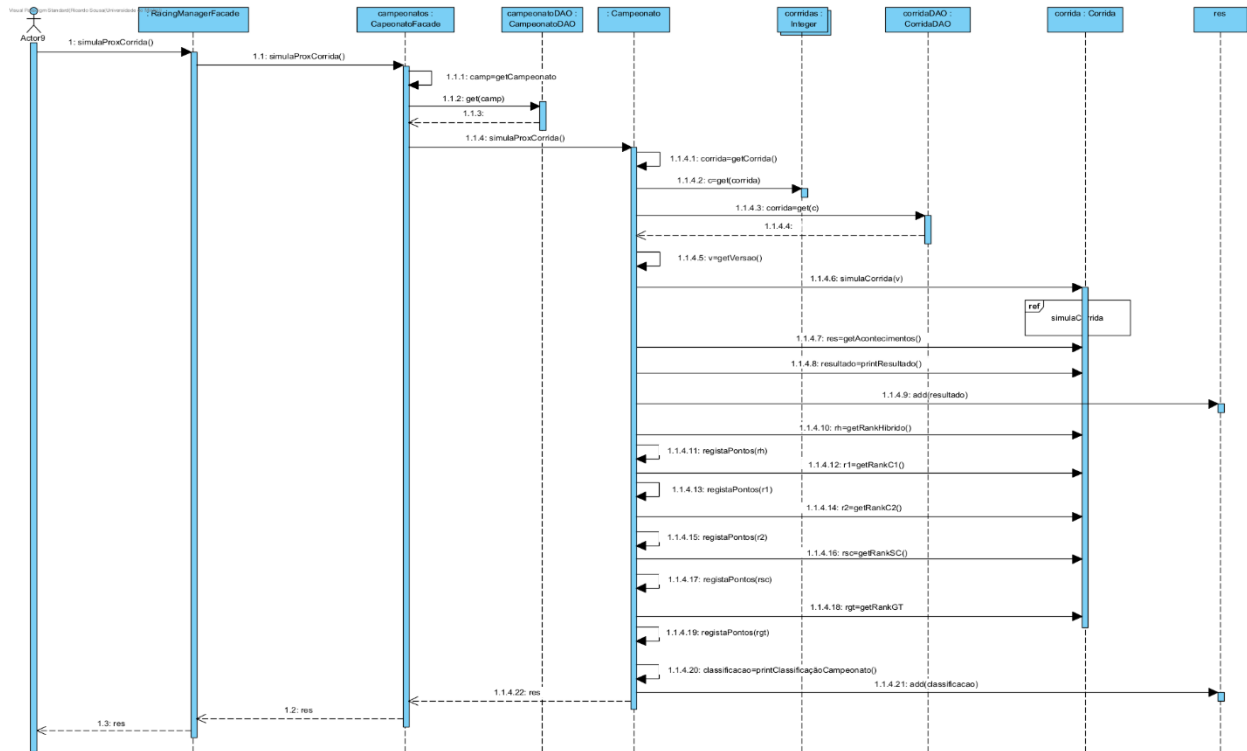 Visual Paradigm Standard(Ricardo Sousa(Universidade do Minho))
Actor9
: RacingManagerFacade
campeonatos :
CapeonatoFacade
campeonatoDAO :
CampeonatoDAO
: Campeonato
corridas :
Integer
corridaDAO :
CorridaDAO
corrida : Corrida
res
1: simulaProxCorrida()
1.1: simulaProxCorrida()
1.1.1: camp=getCampeonato
1.1.2: get(camp)
1.1.3:
1.1.4: simulaProxCorrida()
1.1.4.1: corrida=getCorrida()
1.1.4.2: c=get(corrida)
1.1.4.3: corrida=get(c)
1.1.4.4:
1.1.4.5: v=getVersao()
1.1.4.6: simulaCorrida(v)
ref
simulaCorrida
1.1.4.7: res=getAcontecimentos()
1.1.4.8: resultado=printResultado()
1.1.4.9: add(resultado)
1.1.4.10: rh=getRankHibrido()
1.1.4.11: registaPontos(rh)
1.1.4.12: r1=getRankC1()
1.1.4.13: registaPontos(r1)
1.1.4.14: r2=getRankC2()
1.1.4.15: registaPontos(r2)
1.1.4.16: rsc=getRankSC()
1.1.4.17: registaPontos(rsc)
1.1.4.18: rgt=getRankGT
1.1.4.19: registaPontos(rgt)
1.1.4.20: classificacao=printClassificaçãoCampeonato()
1.1.4.21: add(classificacao)
1.1.4.22: res
1.2: res
1.3: res